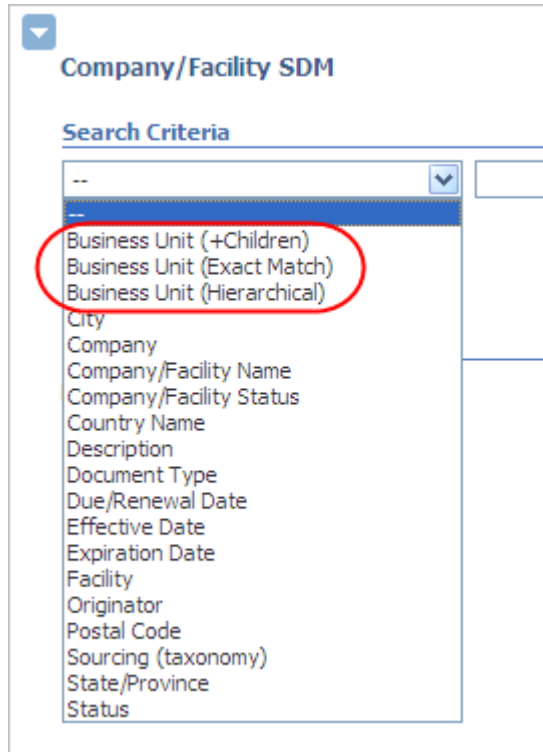 Company/Facility SDM
Search Criteria
--
--
Business Unit (+Children)
Business Unit (Exact Match)
Business Unit (Hierarchical)
City
Company
Company/Facility Name
Company/Facility Status
Country Name
Description
Document Type
Due/Renewal Date
Effective Date
Expiration Date
Facility
Originator
Postal Code
Sourcing (taxonomy)
State/Province
Status